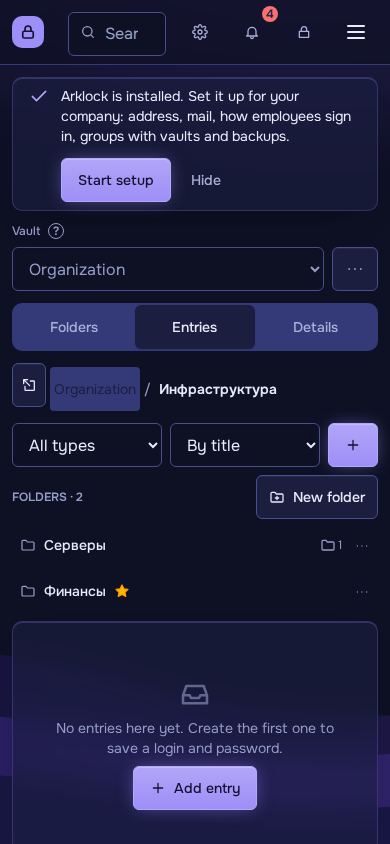 Sear
4
Arklock is installed. Set it up for your
company: address, mail, how employees sign
in, groups with vaults and backups.
Start setup Hide
Vault ?
Organization ...
Folders Entries Details
Organization / Инфраструктура
All types By title +
FOLDERS · 2 New folder
Серверы 1 ...
Финансы ...
No entries here yet. Create the first one to
save a login and password.
+ Add entry